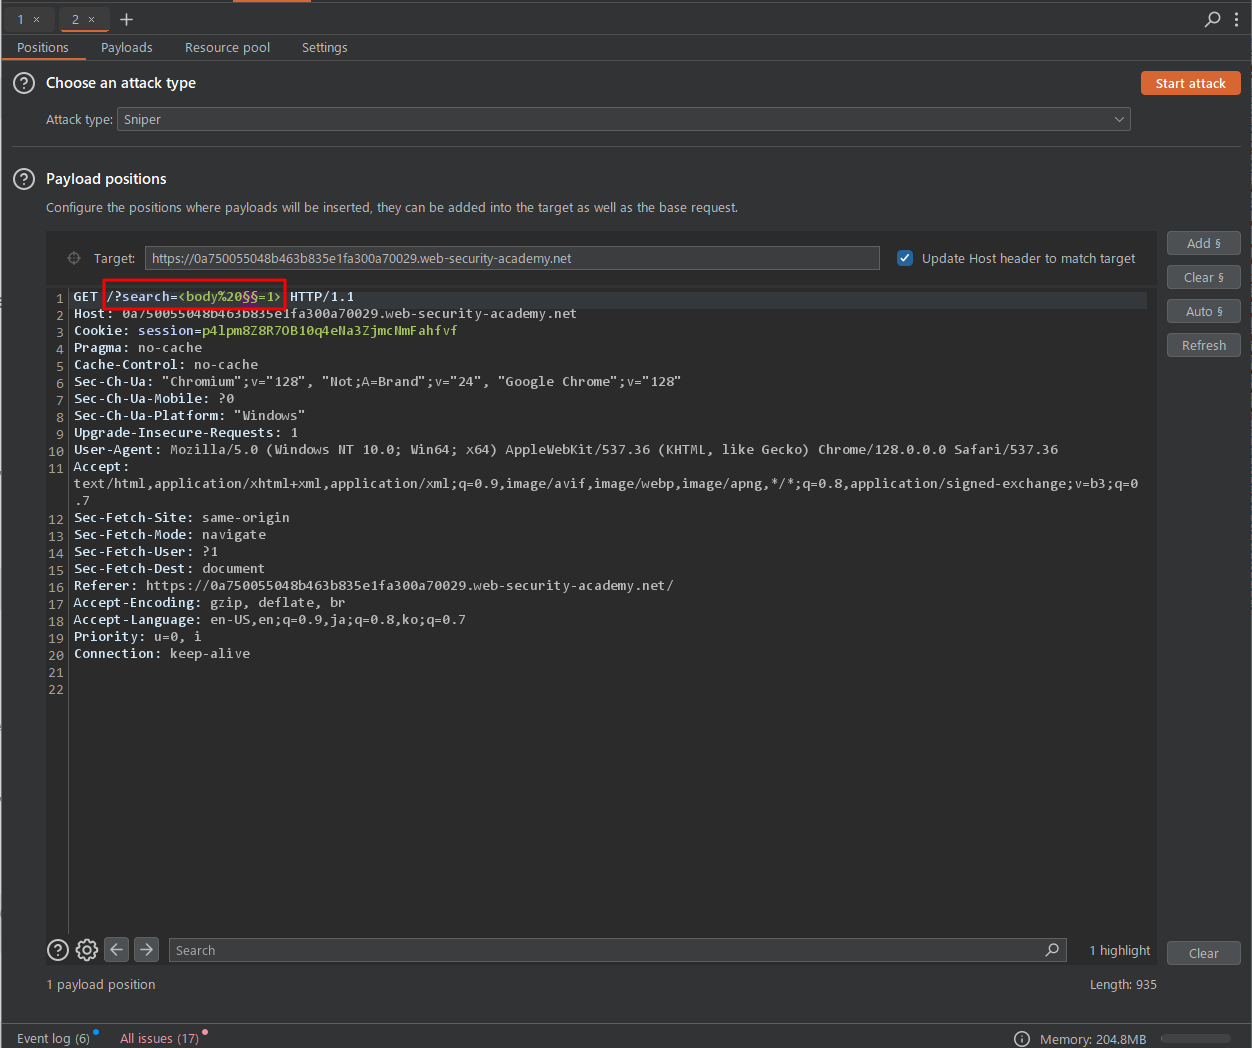 1 × 2 × +
Positions Payloads Resource pool Settings
? Choose an attack type Start attack
Attack type: Sniper
? Payload positions
Configure the positions where payloads will be inserted, they can be added into the target as well as the base request.
Add §
Target: https://0a750055048b463b835e1fa300a70029.web-security-academy.net Update Host header to match target
Clear §
Auto §
Refresh
1 GET /?search=<body%20§§=1> HTTP/1.1
2 Host: 0a750055048b463b835e1fa300a70029.web-security-academy.net
3 Cookie: session=p4lpm8Z8R7OB10q4eNa3ZjmcNmFahfvf
4 Pragma: no-cache
5 Cache-Control: no-cache
6 Sec-Ch-Ua: "Chromium";v="128", "Not;A=Brand";v="24", "Google Chrome";v="128"
7 Sec-Ch-Ua-Mobile: ?0
8 Sec-Ch-Ua-Platform: "Windows"
9 Upgrade-Insecure-Requests: 1
10 User-Agent: Mozilla/5.0 (Windows NT 10.0; Win64; x64) AppleWebKit/537.36 (KHTML, like Gecko) Chrome/128.0.0.0 Safari/537.36
11 Accept:
text/html,application/xhtml+xml,application/xml;q=0.9,image/avif,image/webp,image/apng,*/*;q=0.8,application/signed-exchange;v=b3;q=0
.7
12 Sec-Fetch-Site: same-origin
13 Sec-Fetch-Mode: navigate
14 Sec-Fetch-User: ?1
15 Sec-Fetch-Dest: document
16 Referer: https://0a750055048b463b835e1fa300a70029.web-security-academy.net/
17 Accept-Encoding: gzip, deflate, br
18 Accept-Language: en-US,en;q=0.9,ja;q=0.8,ko;q=0.7
19 Priority: u=0, i
20 Connection: keep-alive
21
22
? Search 1 highlight Clear
1 payload position Length: 935
Event log (6) All issues (17) Memory: 204.8MB